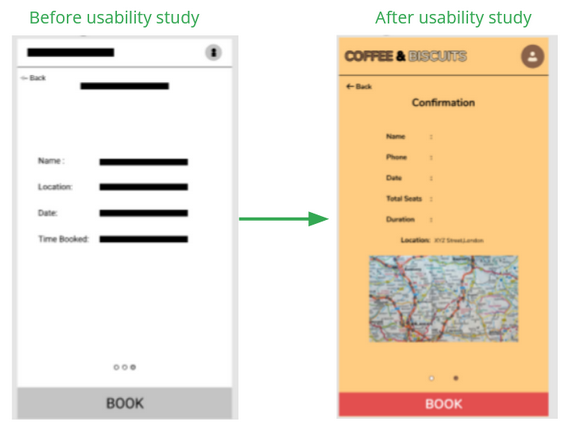 Before usability study
After usability study
Back
Name :
Location:
Date:
Time Booked:
BOOK
COFFEE & BISCUITS
Back
Confirmation
Name :
Phone :
Date :
Total Seats :
Duration :
Location: XYZ Street,London
BOOK